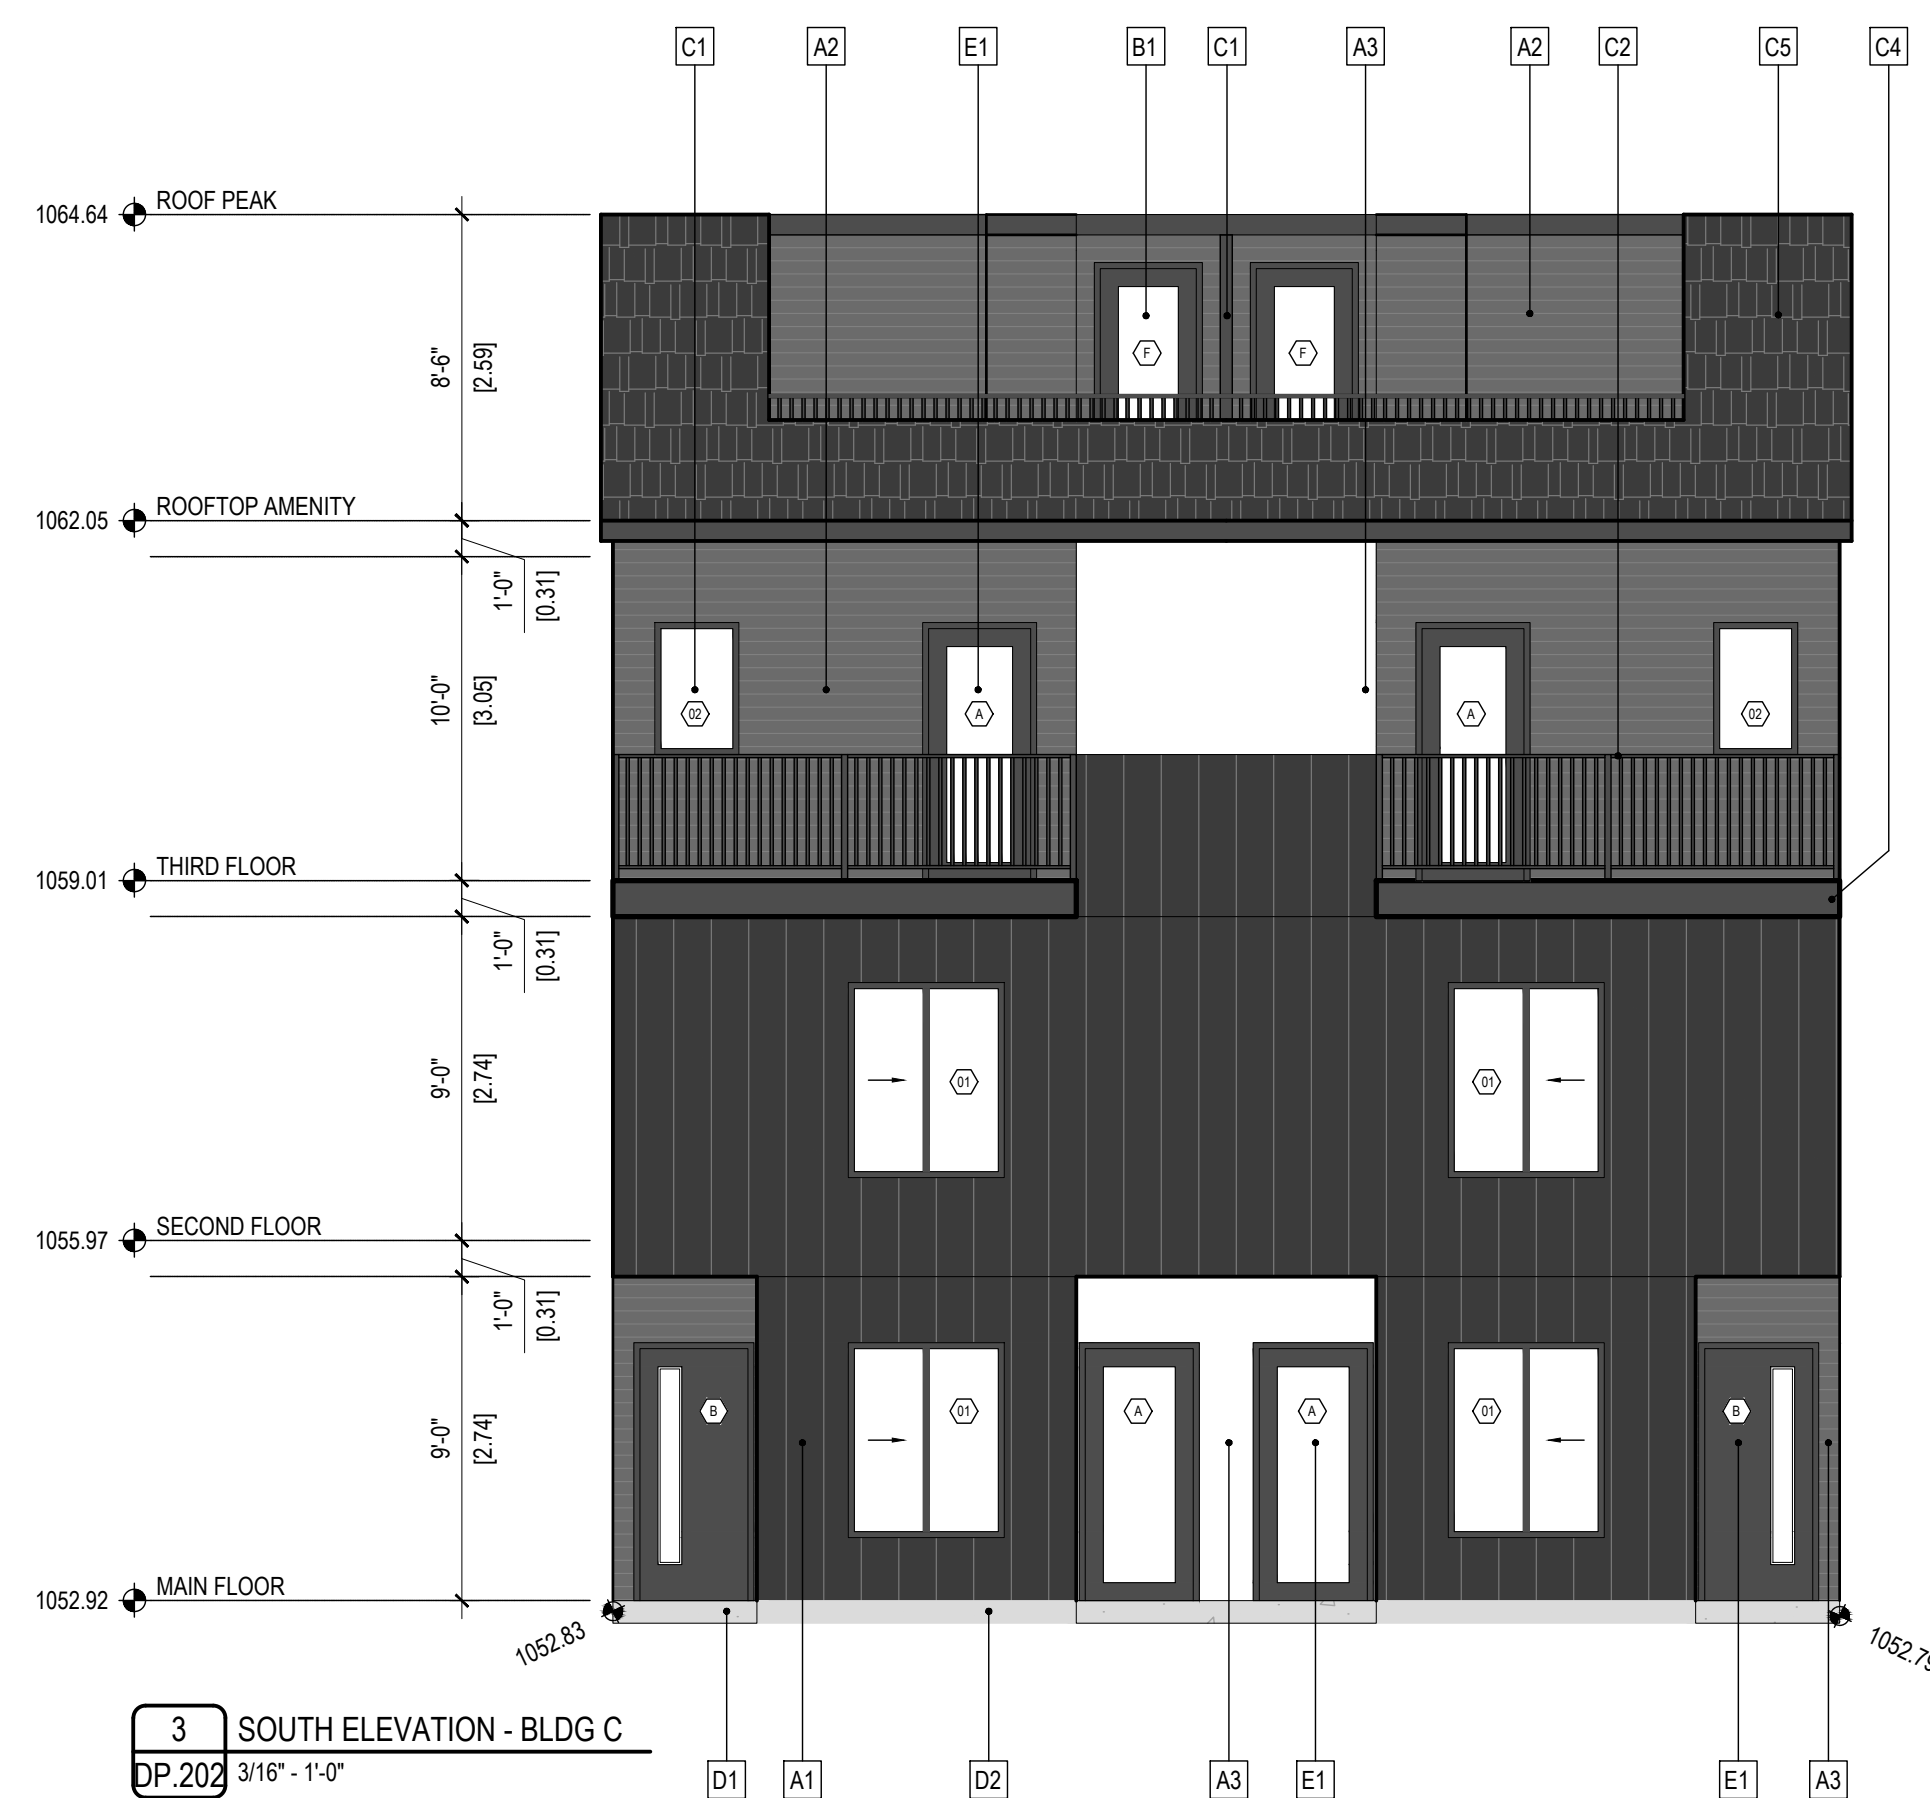 C1 A2 E1 B1 C1 A3 A2 C2 C5 C4
1064.64 ROOF PEAK
8'-6"
[2.59]
F F
1062.05 ROOFTOP AMENITY
1'-0"
[0.31]
10'-0"
[3.05]
02 A A 02
1059.01 THIRD FLOOR
1'-0"
[0.31]
9'-0"
[2.74]
01 01
1055.97 SECOND FLOOR
1'-0"
[0.31]
9'-0"
[2.74]
B 01 A A 01 B
1052.92 MAIN FLOOR
1052.83
1052.79
3 SOUTH ELEVATION - BLDG C
DP.202 3/16" - 1'-0"
D1 A1 D2 A3 E1 E1 A3